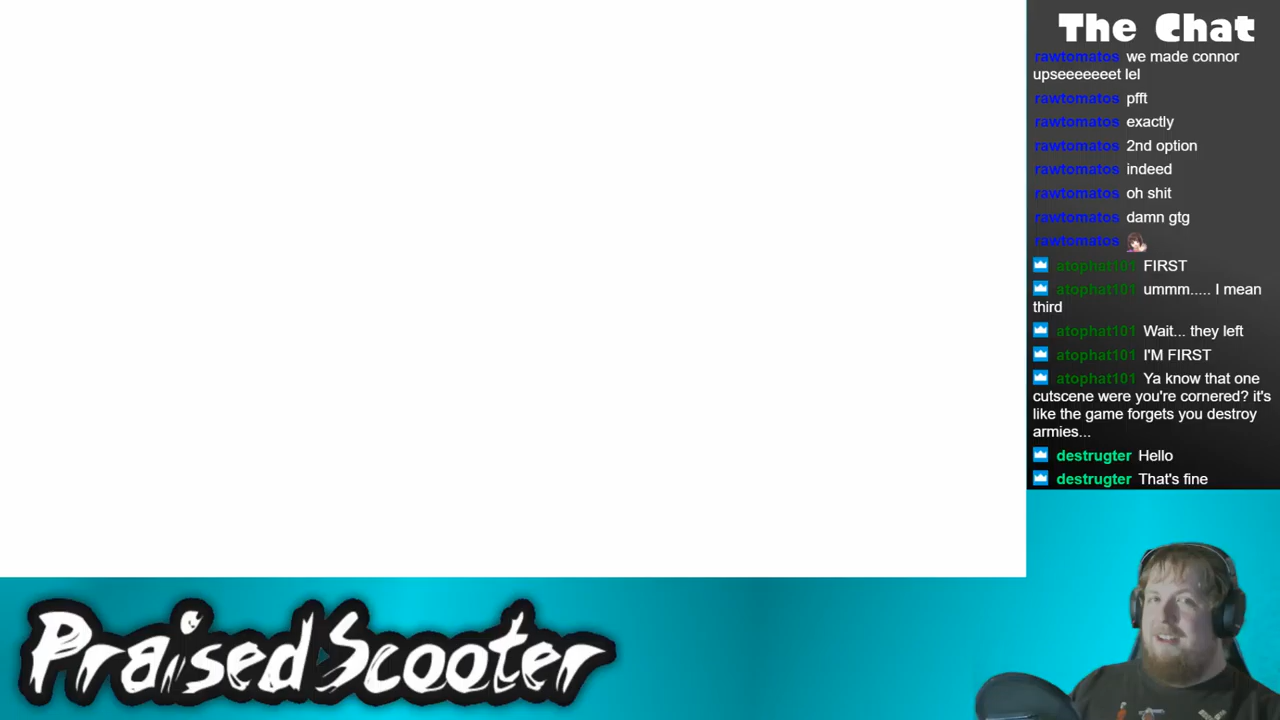 The Chat
rawtomatos we made connor
upseeeeeeet lel
rawtomatos pfft
rawtomatos exactly
rawtomatos 2nd option
rawtomatos indeed
rawtomatos oh shit
rawtomatos damn gtg
rawtomatos
atophat101 FIRST
atophat101 ummm..... I mean
third
atophat101 Wait... they left
atophat101 I'M FIRST
atophat101 Ya know that one
cutscene were you're cornered? it's
like the game forgets you destroy
armies...
destrugter Hello
destrugter That's fine
PraisedScooter